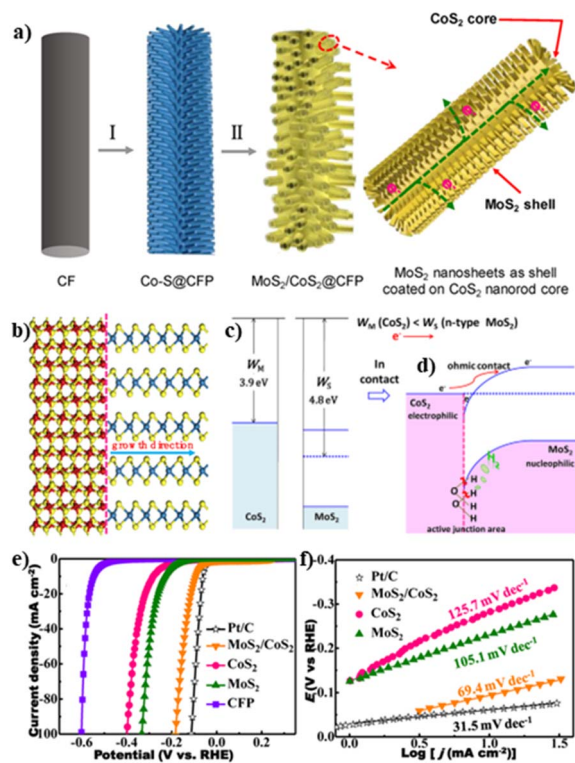 a)
CoS₂ core
I
II
MoS₂ shell
CF
Co-S@CFP
MoS₂/CoS₂@CFP
MoS₂ nanosheets as shell
coated on CoS₂ nanorod core
b)
growth direction
c)
W_M (CoS₂) < W_S (n-type MoS₂)
e⁻
W_M
3.9 eV
W_S
4.8 eV
In
contact
CoS₂
MoS₂
d)
ohmic contact
e⁻
e⁻
CoS₂
electrophilic
MoS₂
nucleophilic
H₂
H
O
H
O
H
H
active junction area
e)
Current density (mA cm⁻²)
0
-20
-40
-60
-80
-100
Pt/C
MoS₂/CoS₂
CoS₂
MoS₂
CFP
-0.6
-0.4
-0.2
0.0
0.2
Potential (V vs. RHE)
f)
E (V vs RHE)
-0.3
-0.2
-0.1
0.0
0.1
Pt/C
MoS₂/CoS₂
CoS₂
MoS₂
125.7 mV dec⁻¹
105.1 mV dec⁻¹
69.4 mV dec⁻¹
31.5 mV dec⁻¹
0.0
0.5
1.0
1.5
Log [ j (mA cm⁻²)]